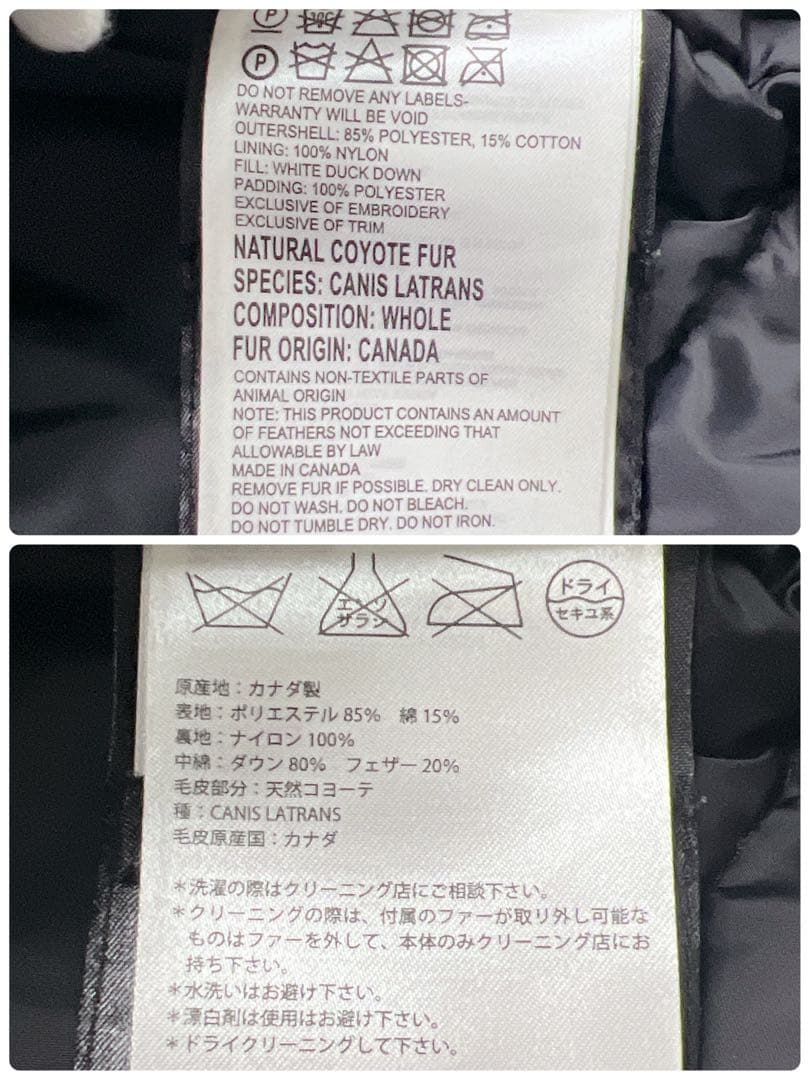 P
30C
P
DO NOT REMOVE ANY LABELS-
WARRANTY WILL BE VOID
OUTERSHELL: 85% POLYESTER, 15% COTTON
LINING: 100% NYLON
FILL: WHITE DUCK DOWN
PADDING: 100% POLYESTER
EXCLUSIVE OF EMBROIDERY
EXCLUSIVE OF TRIM
NATURAL COYOTE FUR
SPECIES: CANIS LATRANS
COMPOSITION: WHOLE
FUR ORIGIN: CANADA
CONTAINS NON-TEXTILE PARTS OF
ANIMAL ORIGIN
NOTE: THIS PRODUCT CONTAINS AN AMOUNT
OF FEATHERS NOT EXCEEDING THAT
ALLOWABLE BY LAW
MADE IN CANADA
REMOVE FUR IF POSSIBLE. DRY CLEAN ONLY.
DO NOT WASH. DO NOT BLEACH.
DO NOT TUMBLE DRY. DO NOT IRON.
エンソ
サラシ
ドライ
セキユ系
原産地：カナダ製
表地：ポリエステル 85%　綿 15%
裏地：ナイロン 100%
中綿：ダウン 80%　フェザー 20%
毛皮部分：天然コヨーテ
種：CANIS LATRANS
毛皮原産国：カナダ
＊洗濯の際はクリーニング店にご相談下さい。
＊クリーニングの際は、付属のファーが取り外し可能な
ものはファーを外して、本体のみクリーニング店にお
持ち下さい。
＊水洗いはお避け下さい。
＊漂白剤は使用はお避け下さい。
＊ドライクリーニングして下さい。